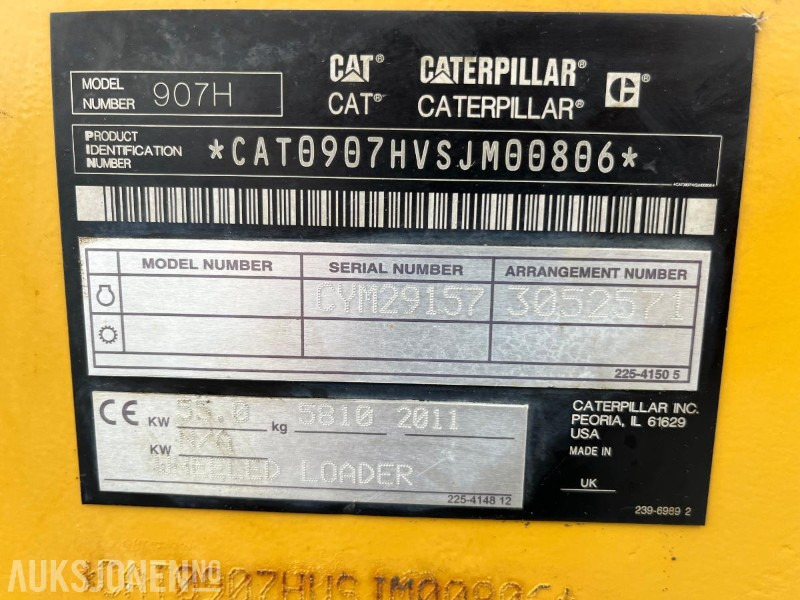 MODEL NUMBER 907H
CAT® CATERPILLAR®
CAT® CATERPILLAR®
PRODUCT IDENTIFICATION NUMBER *CAT0907HVSJM00806*
MODEL NUMBER SERIAL NUMBER ARRANGEMENT NUMBER
CYM29157 3052571
225-4150 5
CE KW 55.0 kg 5810 2011
KW N/A
WHEELED LOADER
225-4148 12
CATERPILLAR INC.
PEORIA, IL 61629
USA
MADE IN
UK
239-6989 2
*CAT0907HVSJM00806*
AUKSJONEN.NO